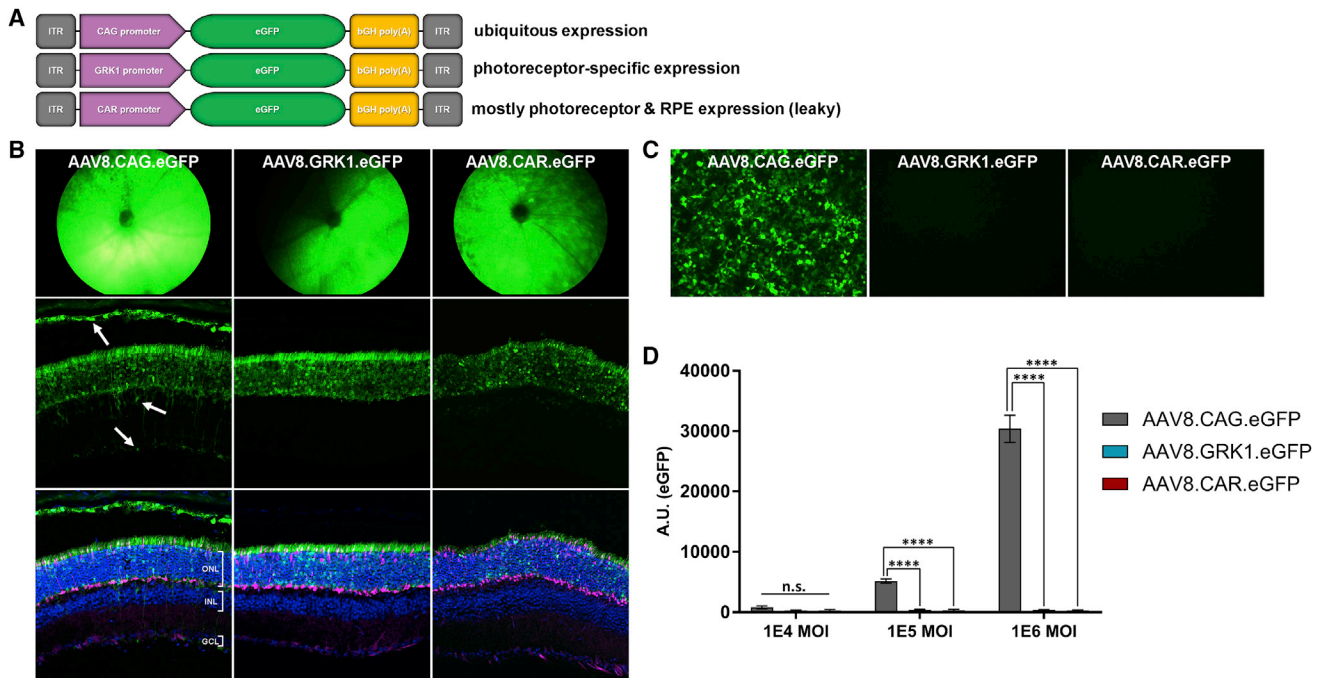 A
ITR CAG promoter eGFP bGH poly(A) ITR ubiquitous expression
ITR GRK1 promoter eGFP bGH poly(A) ITR photoreceptor-specific expression
ITR CAR promoter eGFP bGH poly(A) ITR mostly photoreceptor & RPE expression (leaky)
B
AAV8.CAG.eGFP AAV8.GRK1.eGFP AAV8.CAR.eGFP
ONL
INL
GCL
C
AAV8.CAG.eGFP AAV8.GRK1.eGFP AAV8.CAR.eGFP
D
A.U. (eGFP)
40000
30000
20000
10000
0
n.s.
****
****
****
****
1E4 MOI 1E5 MOI 1E6 MOI
AAV8.CAG.eGFP
AAV8.GRK1.eGFP
AAV8.CAR.eGFP